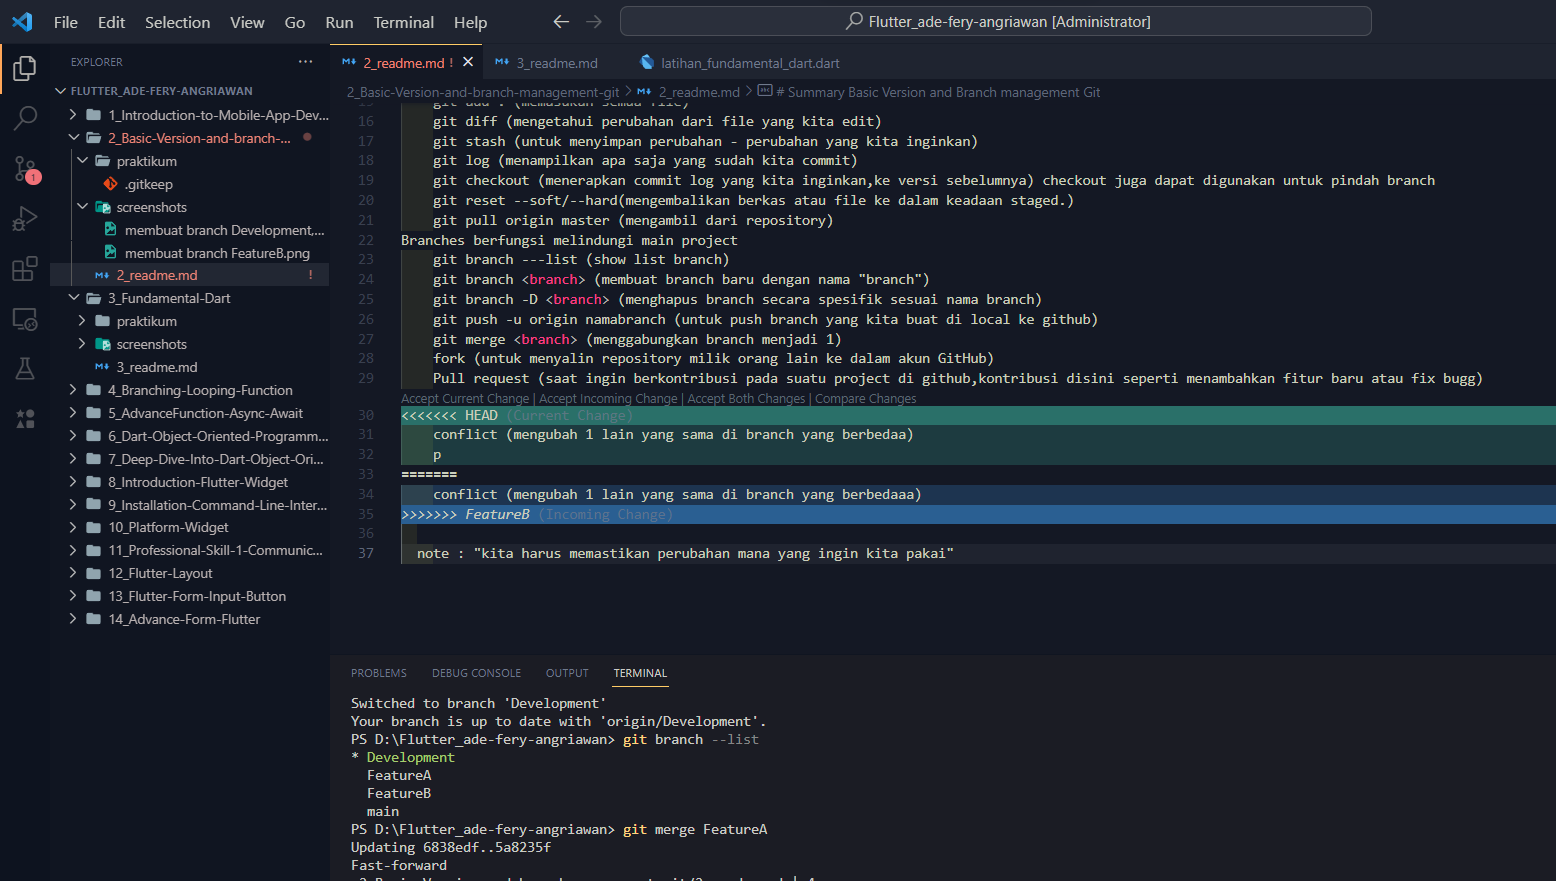 File Edit Selection View Go Run Terminal Help
Flutter_ade-fery-angriawan [Administrator]
EXPLORER
FLUTTER_ADE-FERY-ANGRIAWAN
1_Introduction-to-Mobile-App-Dev...
2_Basic-Version-and-branch-...
praktikum
.gitkeep
screenshots
membuat branch Development,...
membuat branch FeatureB.png
2_readme.md !
3_Fundamental-Dart
praktikum
screenshots
3_readme.md
4_Branching-Looping-Function
5_AdvanceFunction-Async-Await
6_Dart-Object-Oriented-Programm...
7_Deep-Dive-Into-Dart-Object-Ori...
8_Introduction-Flutter-Widget
9_Installation-Command-Line-Inter...
10_Platform-Widget
11_Professional-Skill-1-Communic...
12_Flutter-Layout
13_Flutter-Form-Input-Button
14_Advance-Form-Flutter
1
2_readme.md ! 3_readme.md latihan_fundamental_dart.dart
2_Basic-Version-and-branch-management-git > 2_readme.md > # Summary Basic Version and Branch management Git
15 git add . (memasukan semua file)
16 git diff (mengetahui perubahan dari file yang kita edit)
17 git stash (untuk menyimpan perubahan - perubahan yang kita inginkan)
18 git log (menampilkan apa saja yang sudah kita commit)
19 git checkout (menerapkan commit log yang kita inginkan,ke versi sebelumnya) checkout juga dapat digunakan untuk pindah branch
20 git reset --soft/--hard(mengembalikan berkas atau file ke dalam keadaan staged.)
21 git pull origin master (mengambil dari repository)
22 Branches berfungsi melindungi main project
23 git branch ---list (show list branch)
24 git branch <branch> (membuat branch baru dengan nama "branch")
25 git branch -D <branch> (menghapus branch secara spesifik sesuai nama branch)
26 git push -u origin namabranch (untuk push branch yang kita buat di local ke github)
27 git merge <branch> (menggabungkan branch menjadi 1)
28 fork (untuk menyalin repository milik orang lain ke dalam akun GitHub)
29 Pull request (saat ingin berkontribusi pada suatu project di github,kontribusi disini seperti menambahkan fitur baru atau fix bugg)
Accept Current Change | Accept Incoming Change | Accept Both Changes | Compare Changes
30 <<<<<<< HEAD (Current Change)
31 conflict (mengubah 1 lain yang sama di branch yang berbedaa)
32 p
33 =======
34 conflict (mengubah 1 lain yang sama di branch yang berbedaaa)
35 >>>>>>> FeatureB (Incoming Change)
36
37 note : "kita harus memastikan perubahan mana yang ingin kita pakai"
PROBLEMS DEBUG CONSOLE OUTPUT TERMINAL
Switched to branch 'Development'
Your branch is up to date with 'origin/Development'.
PS D:\Flutter_ade-fery-angriawan> git branch --list
* Development
FeatureA
FeatureB
main
PS D:\Flutter_ade-fery-angriawan> git merge FeatureA
Updating 6838edf..5a8235f
Fast-forward